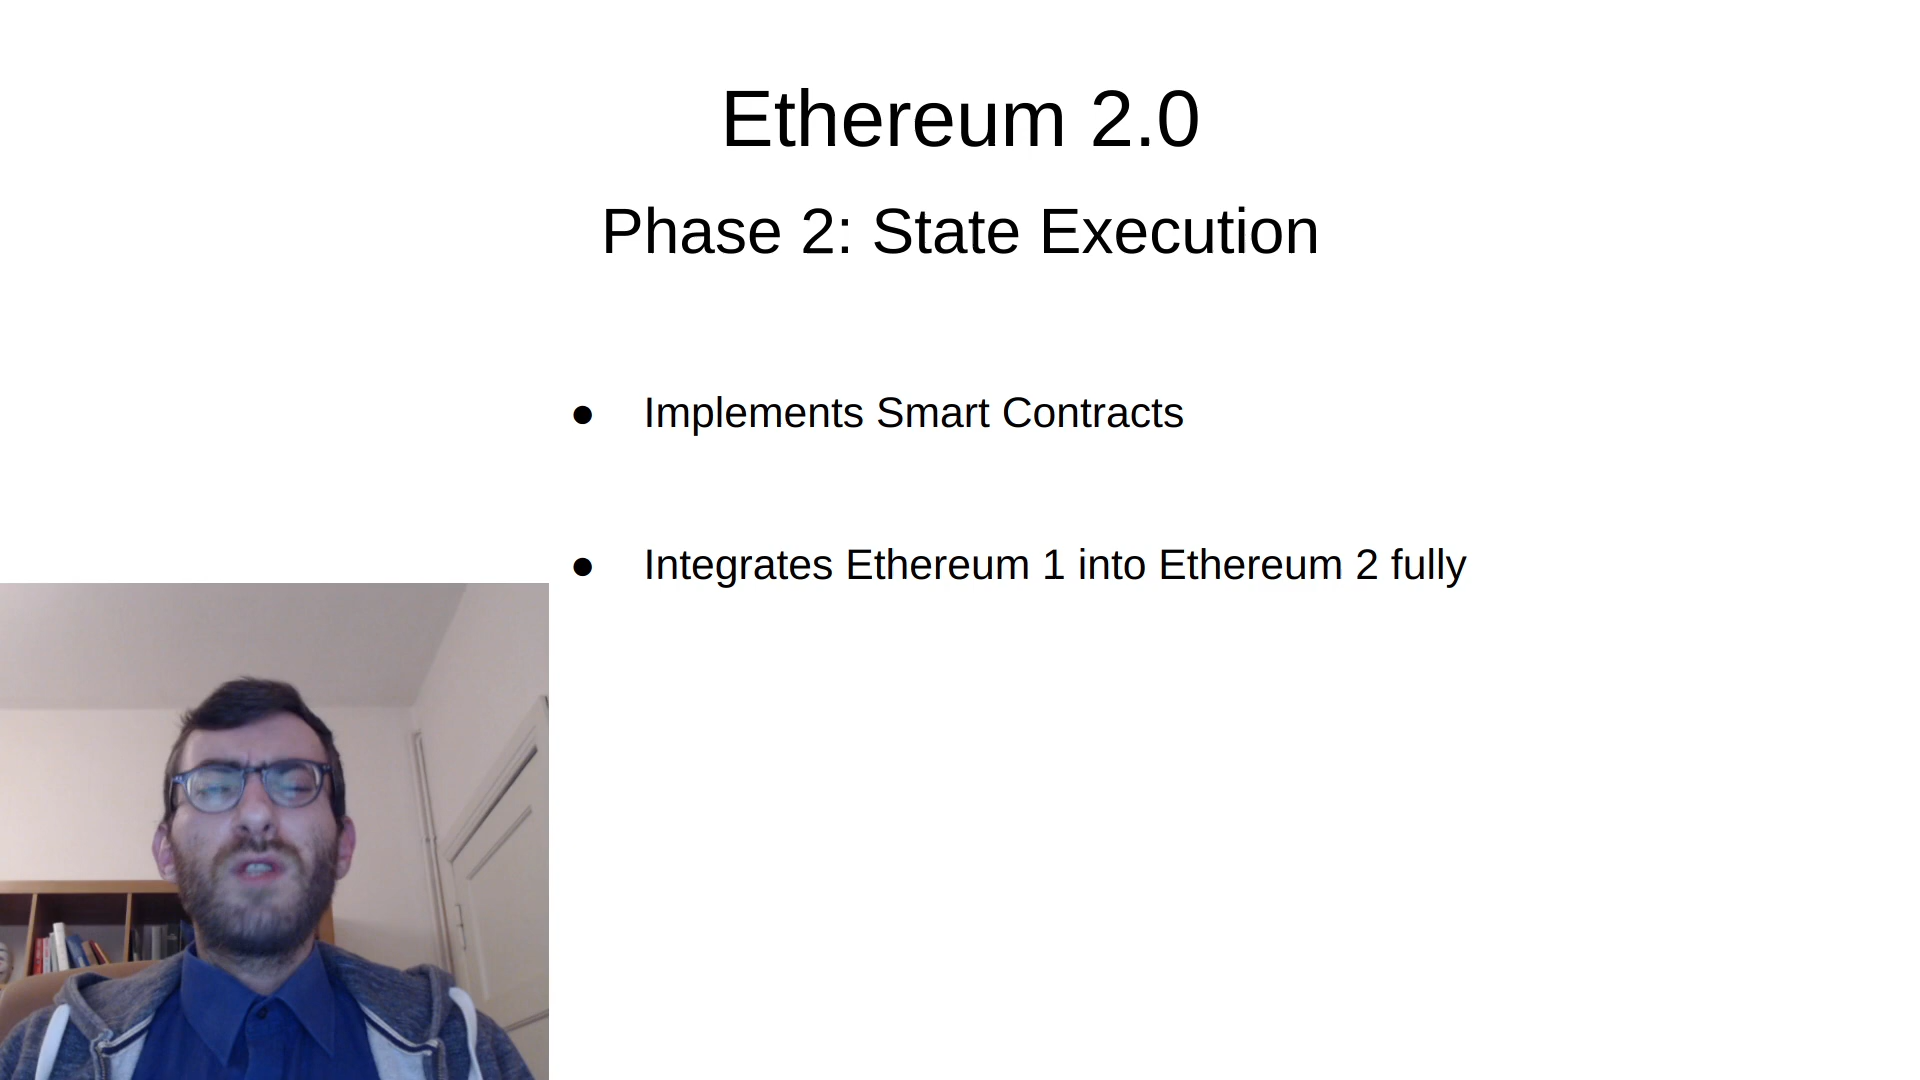 Ethereum 2.0
Phase 2: State Execution
● Implements Smart Contracts
● Integrates Ethereum 1 into Ethereum 2 fully